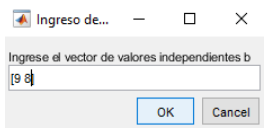 Ingreso de...
Ingrese el vector de valores independientes b
[9 8]
OK Cancel